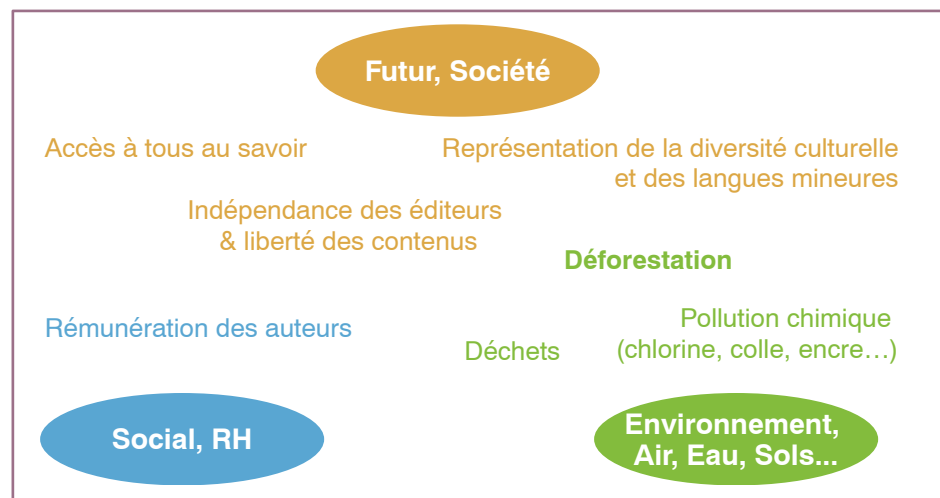 Futur, Société
Accès à tous au savoir
Représentation de la diversité culturelle
et des langues mineures
Indépendance des éditeurs
& liberté des contenus
Déforestation
Rémunération des auteurs
Pollution chimique
(chlorine, colle, encre…)
Déchets
Social, RH
Environnement,
Air, Eau, Sols...